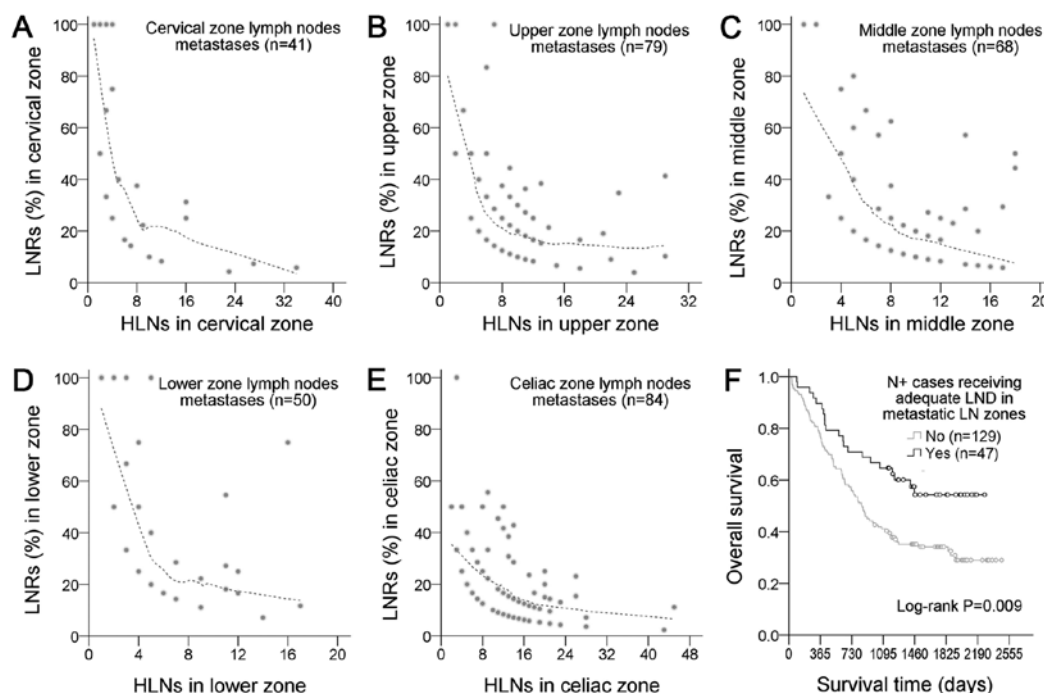 A
Cervical zone lymph nodes
metastases (n=41)
LNRs (%) in cervical zone
100
80
60
40
20
0
0 8 16 24 32 40
HLNs in cervical zone
B
Upper zone lymph nodes
metastases (n=79)
LNRs (%) in upper zone
100
80
60
40
20
0
0 8 16 24 32
HLNs in upper zone
C
Middle zone lymph nodes
metastases (n=68)
LNRs (%) in middle zone
100
80
60
40
20
0
0 4 8 12 16 20
HLNs in middle zone
D
Lower zone lymph nodes
metastases (n=50)
LNRs (%) in lower zone
100
80
60
40
20
0
0 4 8 12 16 20
HLNs in lower zone
E
Celiac zone lymph nodes
metastases (n=84)
LNRs (%) in celiac zone
100
80
60
40
20
0
0 8 16 24 32 40 48
HLNs in celiac zone
F
N+ cases receiving
adequate LND in
metastatic LN zones
No (n=129)
Yes (n=47)
Log-rank P=0.009
Overall survival
1.0
0.8
0.6
0.4
0.2
0.0
0 365 730 1095 1460 1825 2190 2555
Survival time (days)